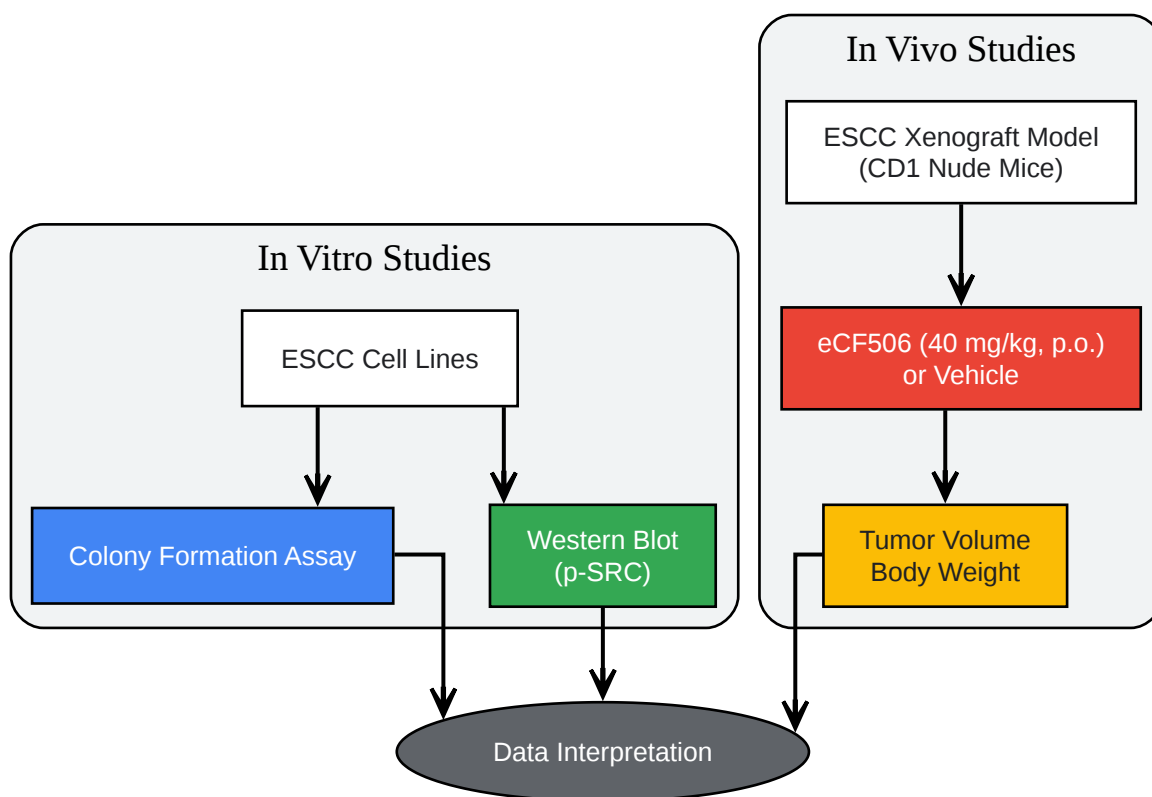 In Vitro Studies
ESCC Cell Lines
Colony Formation Assay
Western Blot
(p-SRC)
In Vivo Studies
ESCC Xenograft Model
(CD1 Nude Mice)
eCF506 (40 mg/kg, p.o.)
or Vehicle
Tumor Volume
Body Weight
Data Interpretation